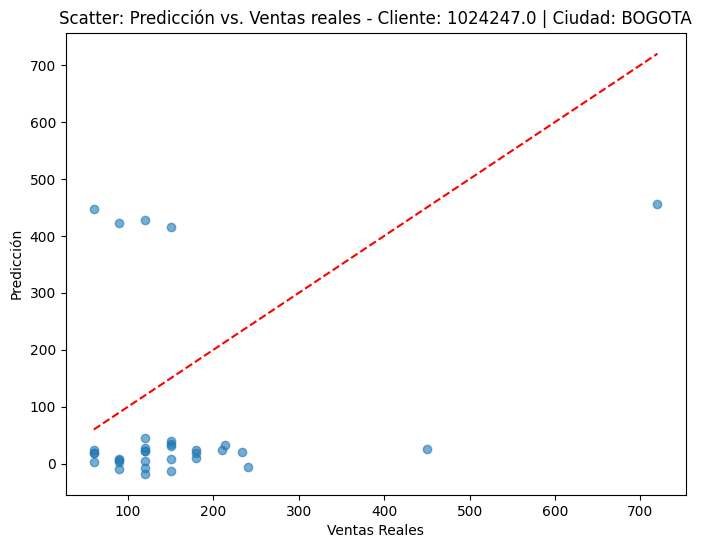 Scatter: Predicción vs. Ventas reales - Cliente: 1024247.0 | Ciudad: BOGOTA
700
600
500
400
300
200
100
0
Predicción
100 200 300 400 500 600 700
Ventas Reales